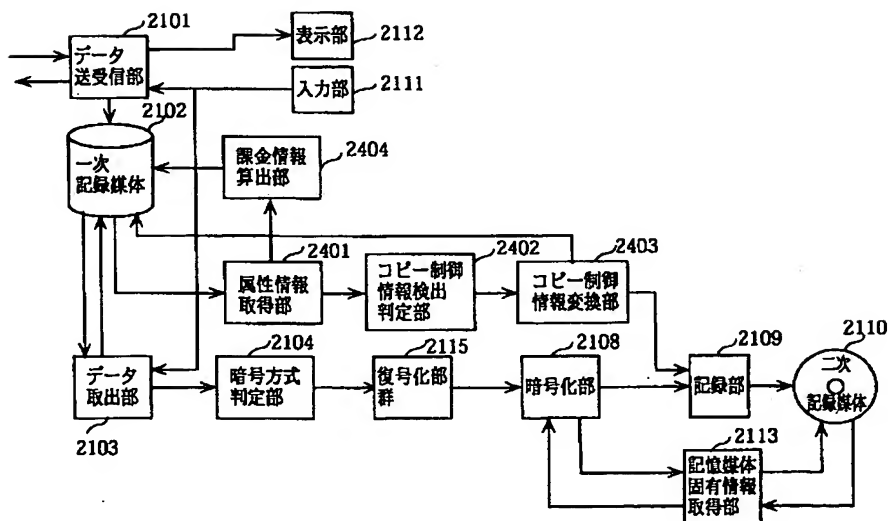 2101
データ
送受信部
表示部
2112
入力部
2111
2102
一次
記録媒体
課金情報
算出部
2404
2401
属性情報
取得部
2402
コピー制御
情報検出
判定部
2403
コピー制御
情報変換部
データ
取出部
2103
2104
暗号方式
判定部
2115
復号化部
群
2108
暗号化部
2109
記録部
2110
二次
記録媒体
2113
記憶媒体
固有情報
取得部